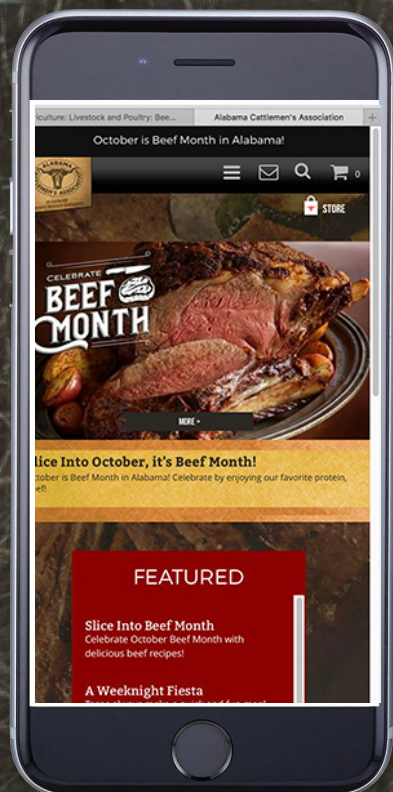 riculture: Livestock and Poultry: Bee... Alabama Cattlemen's Association
October is Beef Month in Alabama!
ALABAMA
0
STORE
CELEBRATE
BEEF
MONTH
MORE >
lice Into October, it's Beef Month!
ctober is Beef Month in Alabama! Celebrate by enjoying our favorite protein,
eef!
FEATURED
Slice Into Beef Month
Celebrate October Beef Month with
delicious beef recipes!
A Weeknight Fiesta